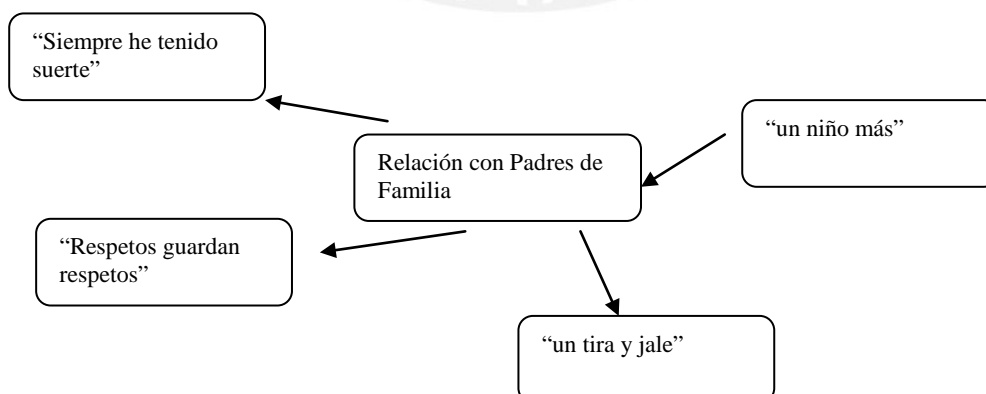 “Siempre he tenido
suerte”
“un niño más”
Relación con Padres de
Familia
“Respetos guardan
respetos”
“un tira y jale”